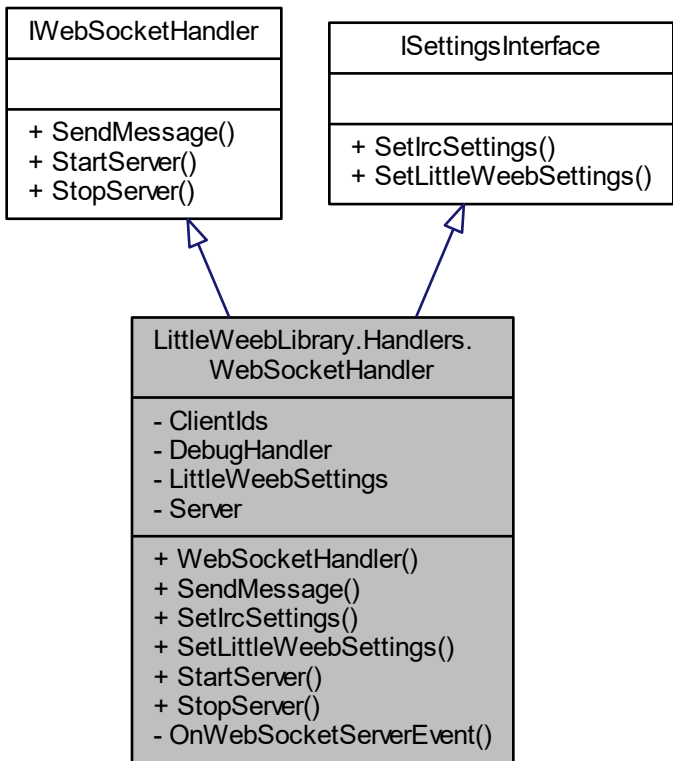 IWebSocketHandler
+ SendMessage()
+ StartServer()
+ StopServer()
ISettingsInterface
+ SetIrcSettings()
+ SetLittleWeebSettings()
LittleWeebLibrary.Handlers.
WebSocketHandler
- ClientIds
- DebugHandler
- LittleWeebSettings
- Server
+ WebSocketHandler()
+ SendMessage()
+ SetIrcSettings()
+ SetLittleWeebSettings()
+ StartServer()
+ StopServer()
- OnWebSocketServerEvent()